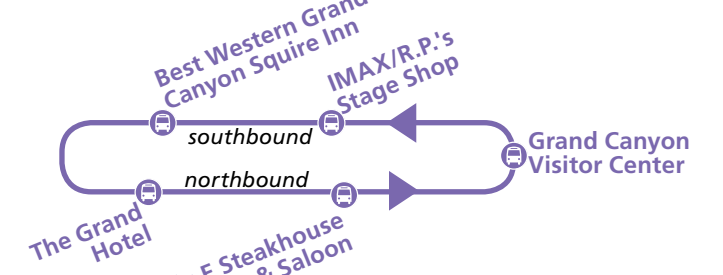 Best Western Grand
Canyon Squire Inn
IMAX/R.P.'s
Stage Shop
southbound
Grand Canyon
Visitor Center
northbound
The Grand
Hotel
E Steakhouse
& Saloon